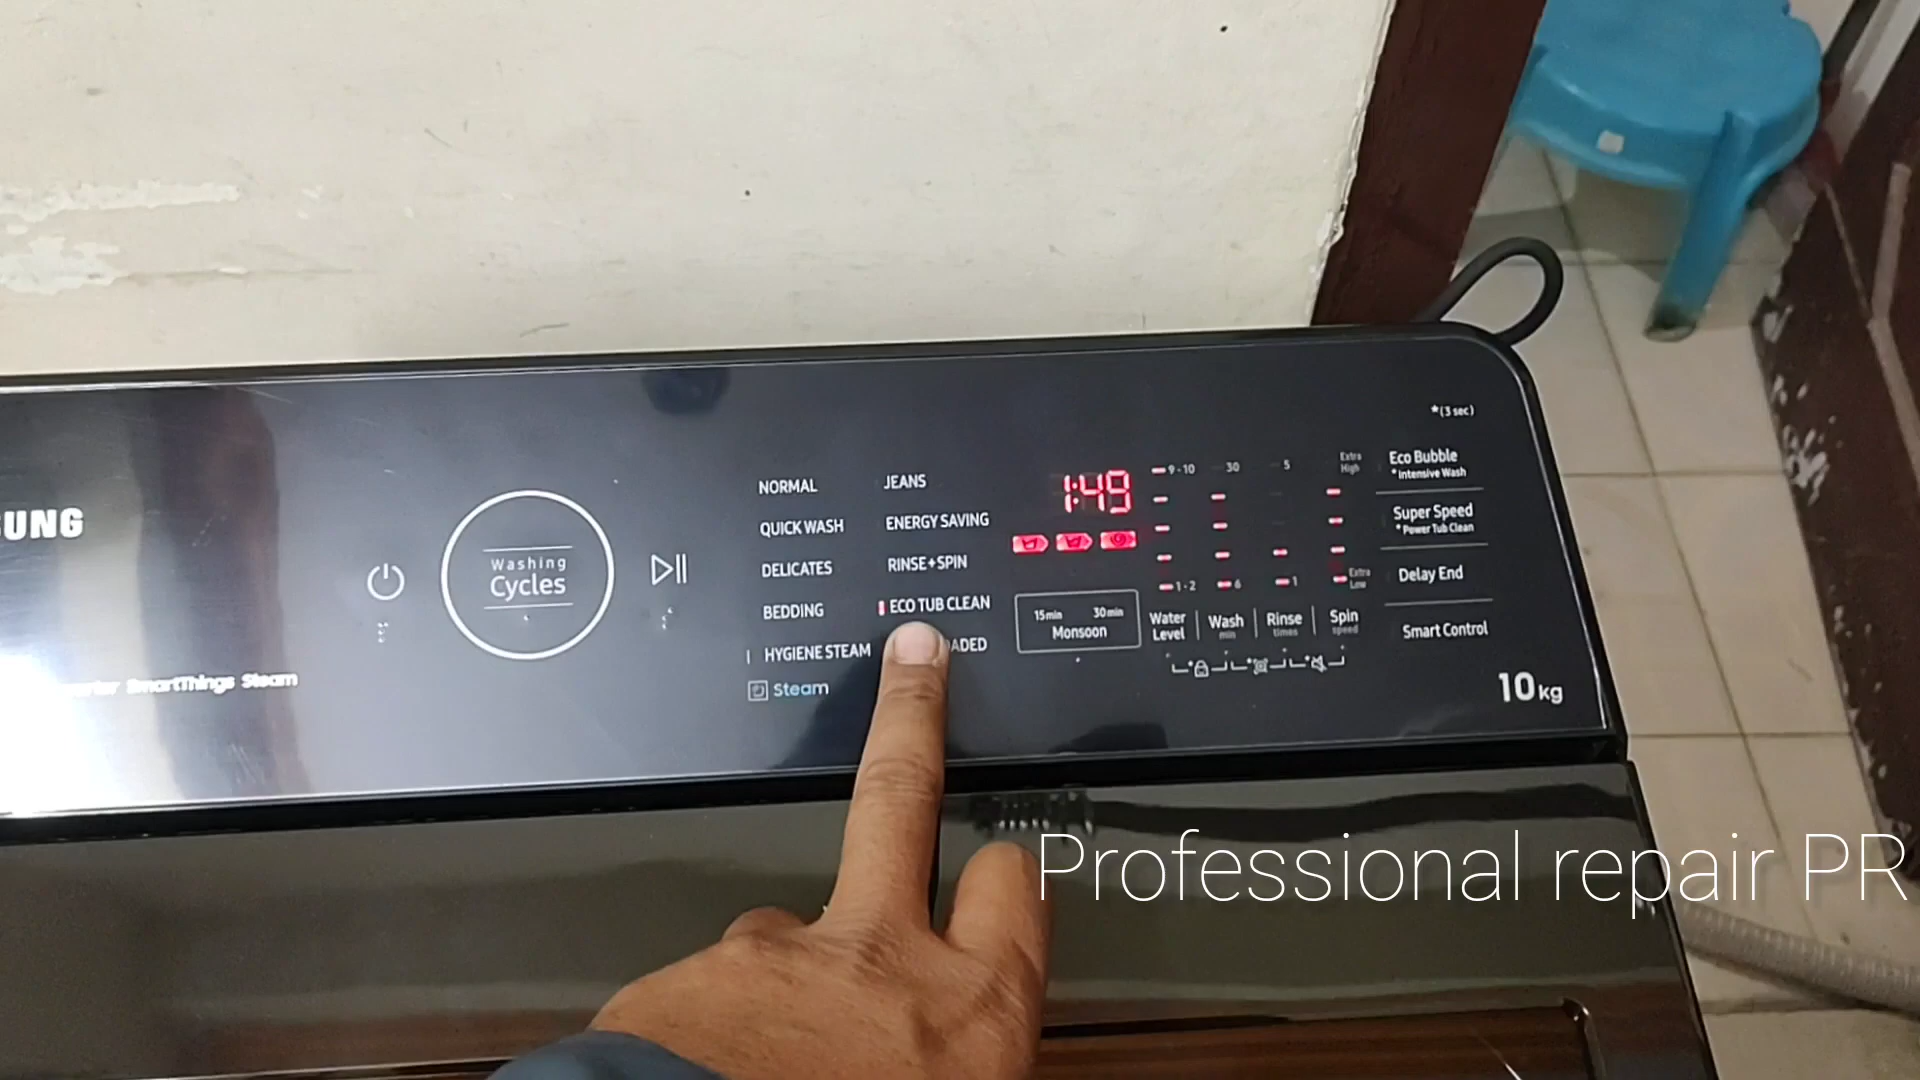 SUNG
SmartThings Steam
Washing
Cycles
NORMAL
QUICK WASH
DELICATES
BEDDING
HYGIENE STEAM
Steam
JEANS
ENERGY SAVING
RINSE+SPIN
ECO TUB CLEAN
ADED
1:49
15min 30min
Monsoon
9-10 30 5 Extra High
1-2 6 1 Extra Low
Water Level
Wash min
Rinse times
Spin speed
*(3 sec)
Eco Bubble
* Intensive Wash
Super Speed
* Power Tub Clean
Delay End
Smart Control
10kg
Professional repair PR